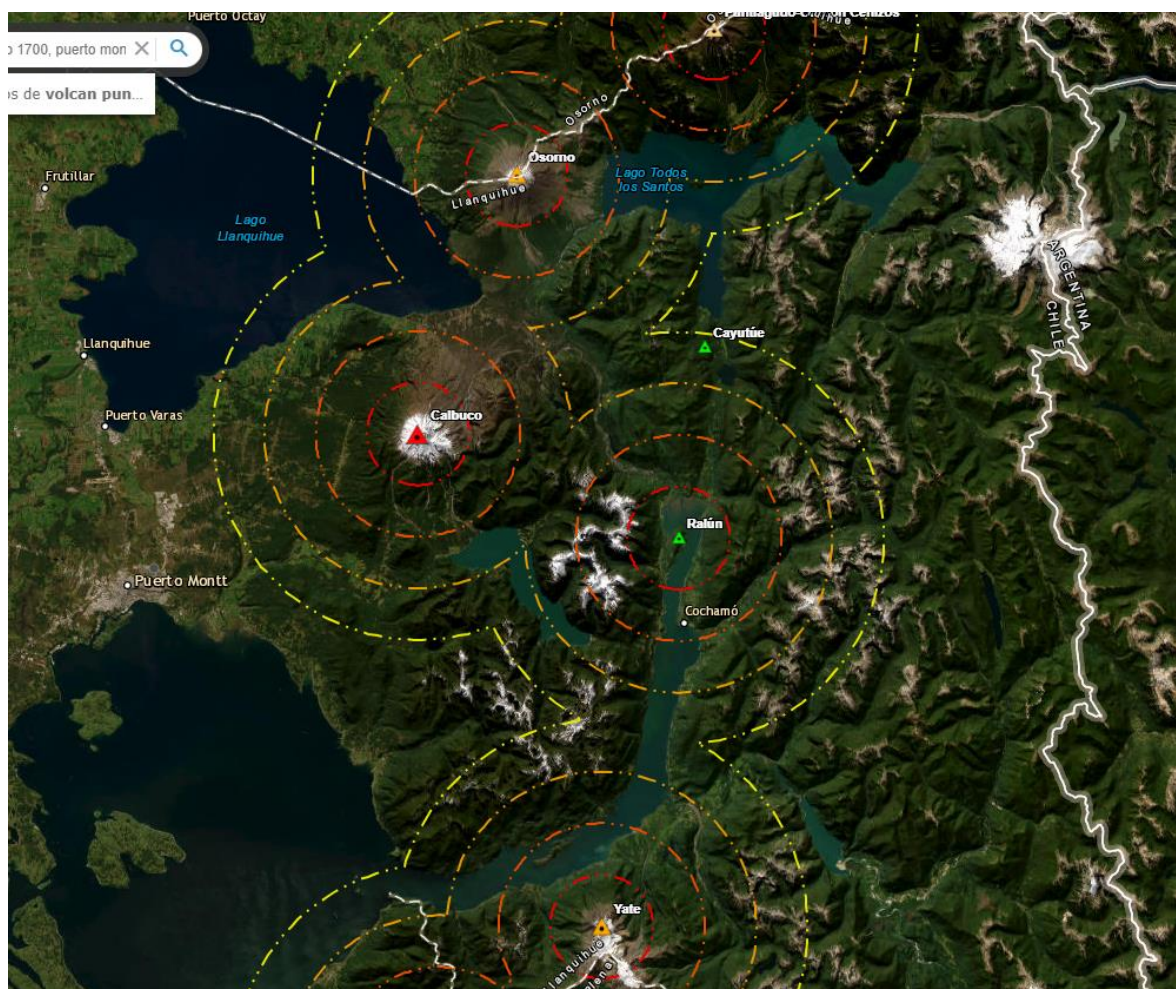 Puerto Octay
o 1700, puerto mon
os de volcan pun...
Osorno
Osorno
Llanquihue
Lago Todos
los Santos
Frutillar
Lago
Llanquihue
ARGENTINA
CHILE
Cayutúe
Llanquihue
Calbuco
Puerto Varas
Ralún
Puerto Montt
Cochamó
Yate
Llanquihue